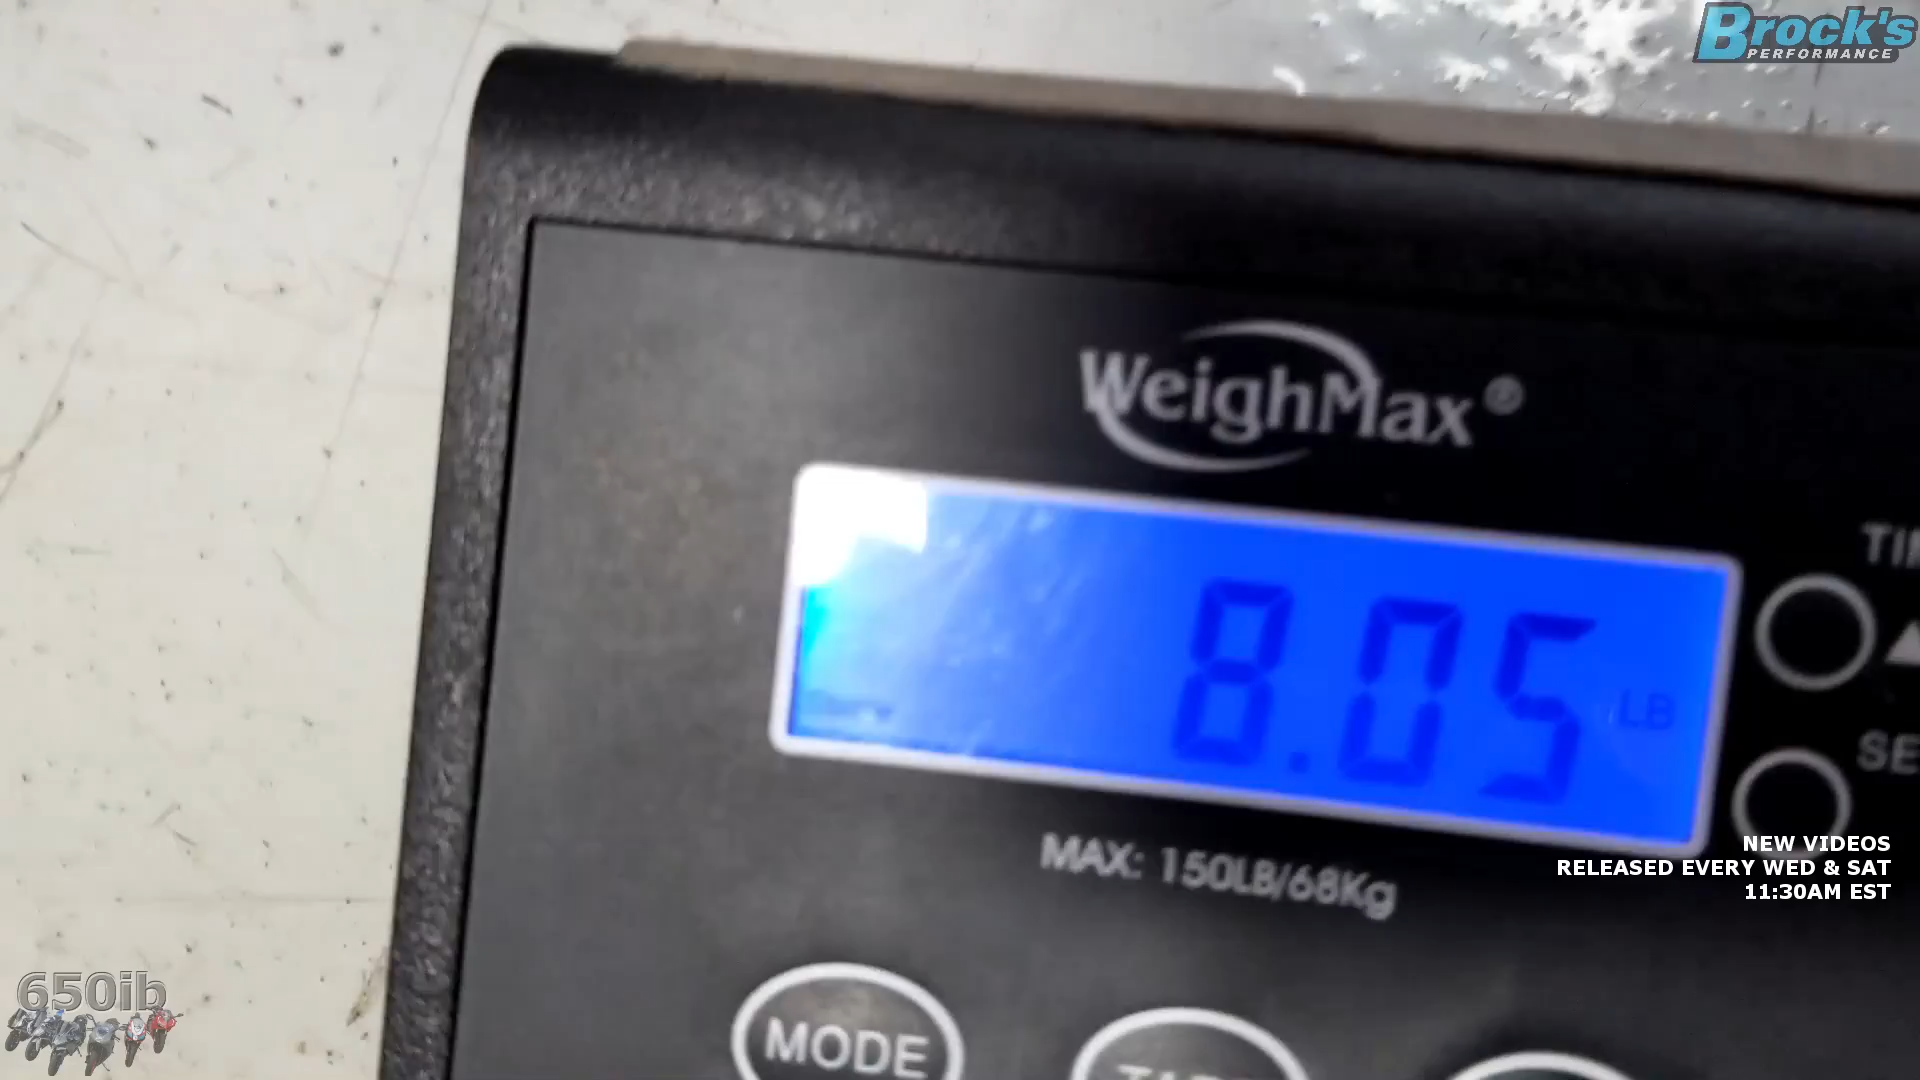 Brock's
PERFORMANCE
WeighMax®
8.05 LB
MAX: 150LB/68Kg
NEW VIDEOS
RELEASED EVERY WED & SAT
11:30AM EST
650ib
MODE